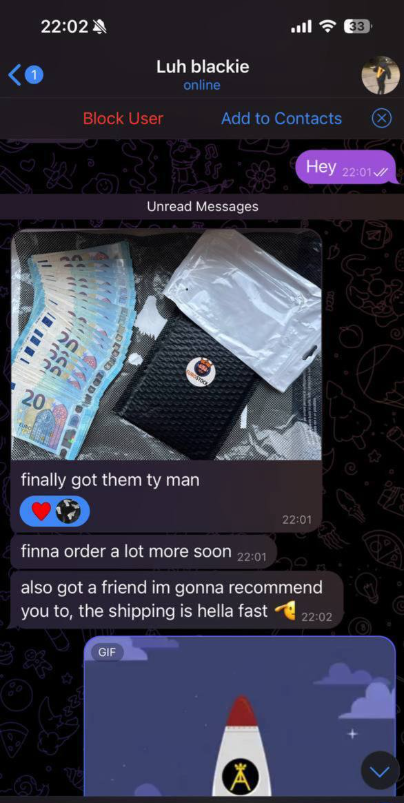 22:02
33
1
Luh blackie
online
Block User
Add to Contacts
Hey 22:01
Unread Messages
20
finally got them ty man
22:01
finna order a lot more soon 22:01
also got a friend im gonna recommend
you to, the shipping is hella fast 🫡 22:02
GIF